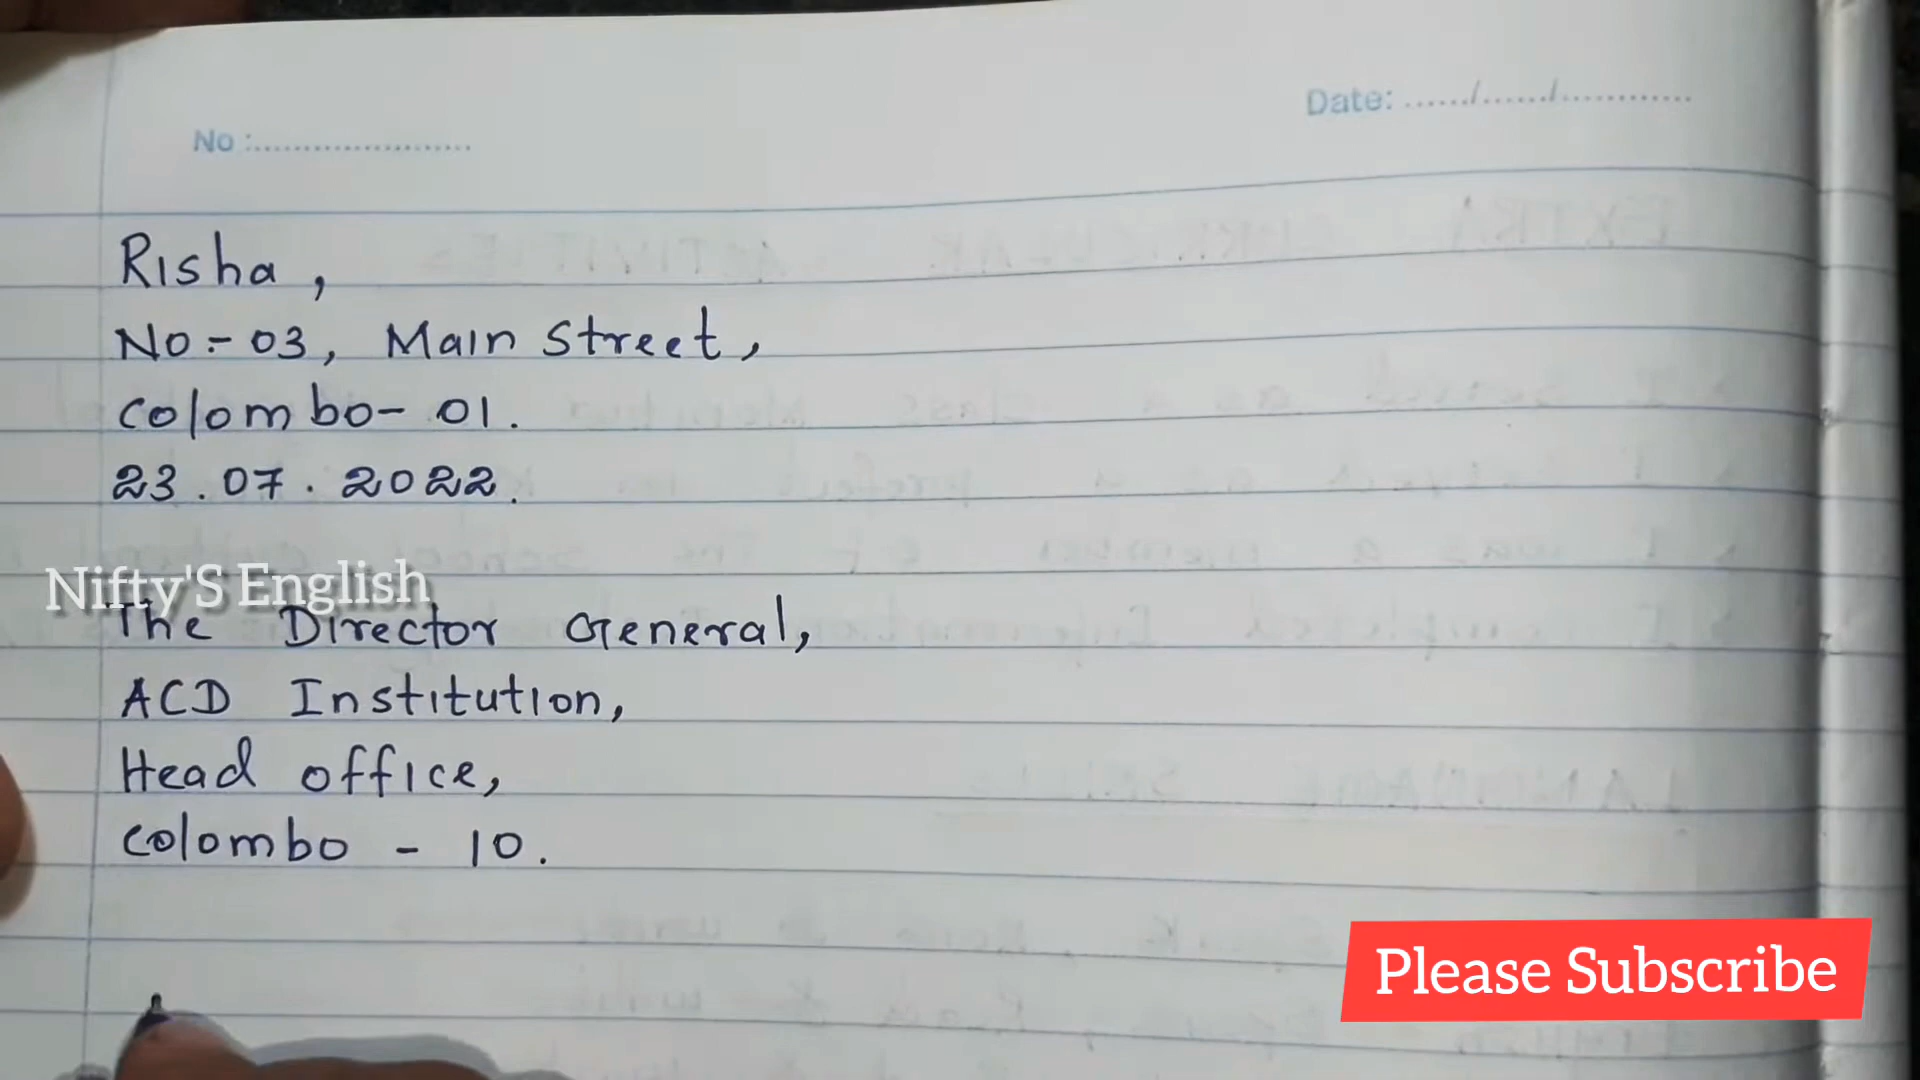 No :......................
Date: ....../....../............
Risha,
No:- 03, Main Street,
Colombo- 01.
23.07.2022.
Nifty'S English
The Director General,
ACD Institution,
Head office,
Colombo - 10.
Please Subscribe